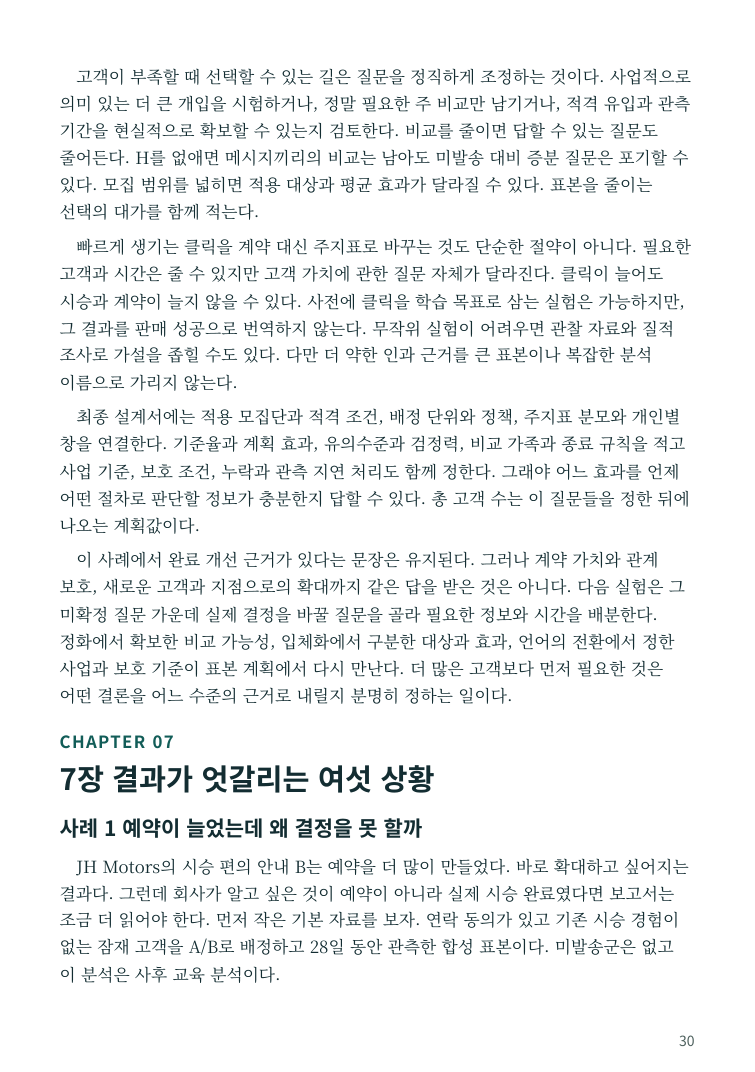 고객이 부족할 때 선택할 수 있는 길은 질문을 정직하게 조정하는 것이다. 사업적으로
의미 있는 더 큰 개입을 시험하거나, 정말 필요한 주 비교만 남기거나, 적격 유입과 관측
기간을 현실적으로 확보할 수 있는지 검토한다. 비교를 줄이면 답할 수 있는 질문도
줄어든다. H를 없애면 메시지끼리의 비교는 남아도 미발송 대비 증분 질문은 포기할 수
있다. 모집 범위를 넓히면 적용 대상과 평균 효과가 달라질 수 있다. 표본을 줄이는
선택의 대가를 함께 적는다.
빠르게 생기는 클릭을 계약 대신 주지표로 바꾸는 것도 단순한 절약이 아니다. 필요한
고객과 시간은 줄 수 있지만 고객 가치에 관한 질문 자체가 달라진다. 클릭이 늘어도
시승과 계약이 늘지 않을 수 있다. 사전에 클릭을 학습 목표로 삼는 실험은 가능하지만,
그 결과를 판매 성공으로 번역하지 않는다. 무작위 실험이 어려우면 관찰 자료와 질적
조사로 가설을 좁힐 수도 있다. 다만 더 약한 인과 근거를 큰 표본이나 복잡한 분석
이름으로 가리지 않는다.
최종 설계서에는 적용 모집단과 적격 조건, 배정 단위와 정책, 주지표 분모와 개인별
창을 연결한다. 기준율과 계획 효과, 유의수준과 검정력, 비교 가족과 종료 규칙을 적고
사업 기준, 보호 조건, 누락과 관측 지연 처리도 함께 정한다. 그래야 어느 효과를 언제
어떤 절차로 판단할 정보가 충분한지 답할 수 있다. 총 고객 수는 이 질문들을 정한 뒤에
나오는 계획값이다.
이 사례에서 완료 개선 근거가 있다는 문장은 유지된다. 그러나 계약 가치와 관계
보호, 새로운 고객과 지점으로의 확대까지 같은 답을 받은 것은 아니다. 다음 실험은 그
미확정 질문 가운데 실제 결정을 바꿀 질문을 골라 필요한 정보와 시간을 배분한다.
정화에서 확보한 비교 가능성, 입체화에서 구분한 대상과 효과, 언어의 전환에서 정한
사업과 보호 기준이 표본 계획에서 다시 만난다. 더 많은 고객보다 먼저 필요한 것은
어떤 결론을 어느 수준의 근거로 내릴지 분명히 정하는 일이다.
CHAPTER 07
7장 결과가 엇갈리는 여섯 상황
사례 1 예약이 늘었는데 왜 결정을 못 할까
JH Motors의 시승 편의 안내 B는 예약을 더 많이 만들었다. 바로 확대하고 싶어지는
결과다. 그런데 회사가 알고 싶은 것이 예약이 아니라 실제 시승 완료였다면 보고서는
조금 더 읽어야 한다. 먼저 작은 기본 자료를 보자. 연락 동의가 있고 기존 시승 경험이
없는 잠재 고객을 A/B로 배정하고 28일 동안 관측한 합성 표본이다. 미발송군은 없고
이 분석은 사후 교육 분석이다.
30